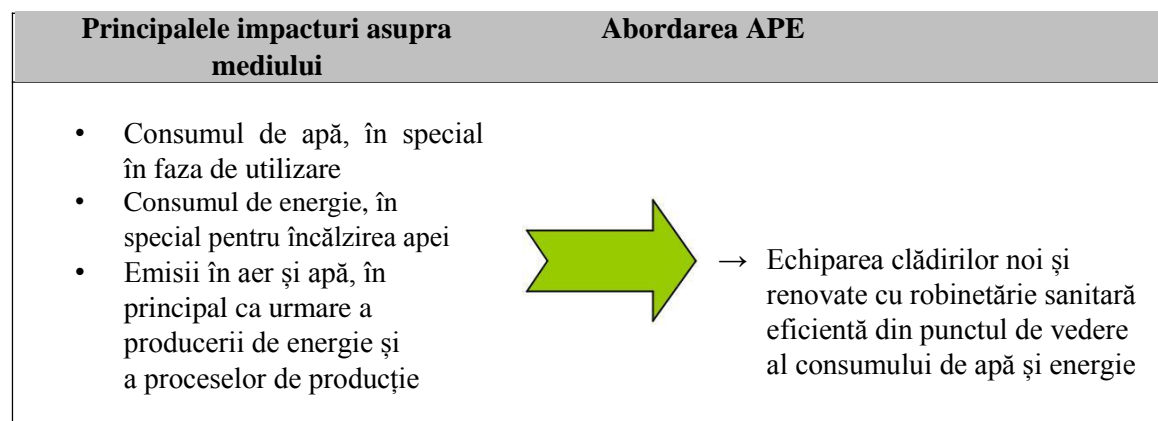 Principalele impacturi asupra
mediului
Abordarea APE
• Consumul de apă, în special
în faza de utilizare
• Consumul de energie, în
special pentru încălzirea apei
• Emisii în aer și apă, în
principal ca urmare a
producerii de energie și
a proceselor de producție
→ Echiparea clădirilor noi și
renovate cu robinetărie sanitară
eficientă din punctul de vedere
al consumului de apă și energie